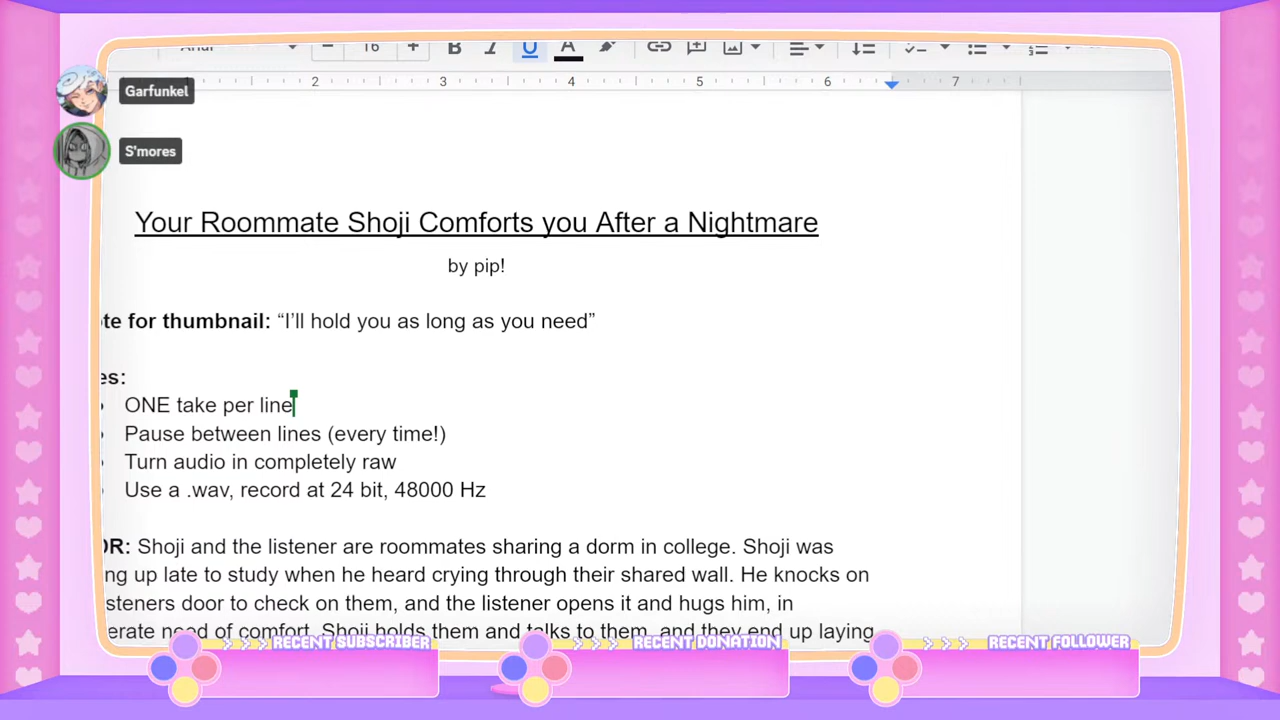 Arial
16
B I U A
1 2 3 4 5 6 7
Garfunkel
S'mores
Your Roommate Shoji Comforts you After a Nightmare
by pip!
ote for thumbnail: “I’ll hold you as long as you need”
es:
ONE take per line
Pause between lines (every time!)
Turn audio in completely raw
Use a .wav, record at 24 bit, 48000 Hz
DR: Shoji and the listener are roommates sharing a dorm in college. Shoji was
ng up late to study when he heard crying through their shared wall. He knocks on
steners door to check on them, and the listener opens it and hugs him, in
erate need of comfort. Shoji holds them and talks to them, and they end up laying
RECENT SUBSCRIBER
RECENT DONATION
RECENT FOLLOWER